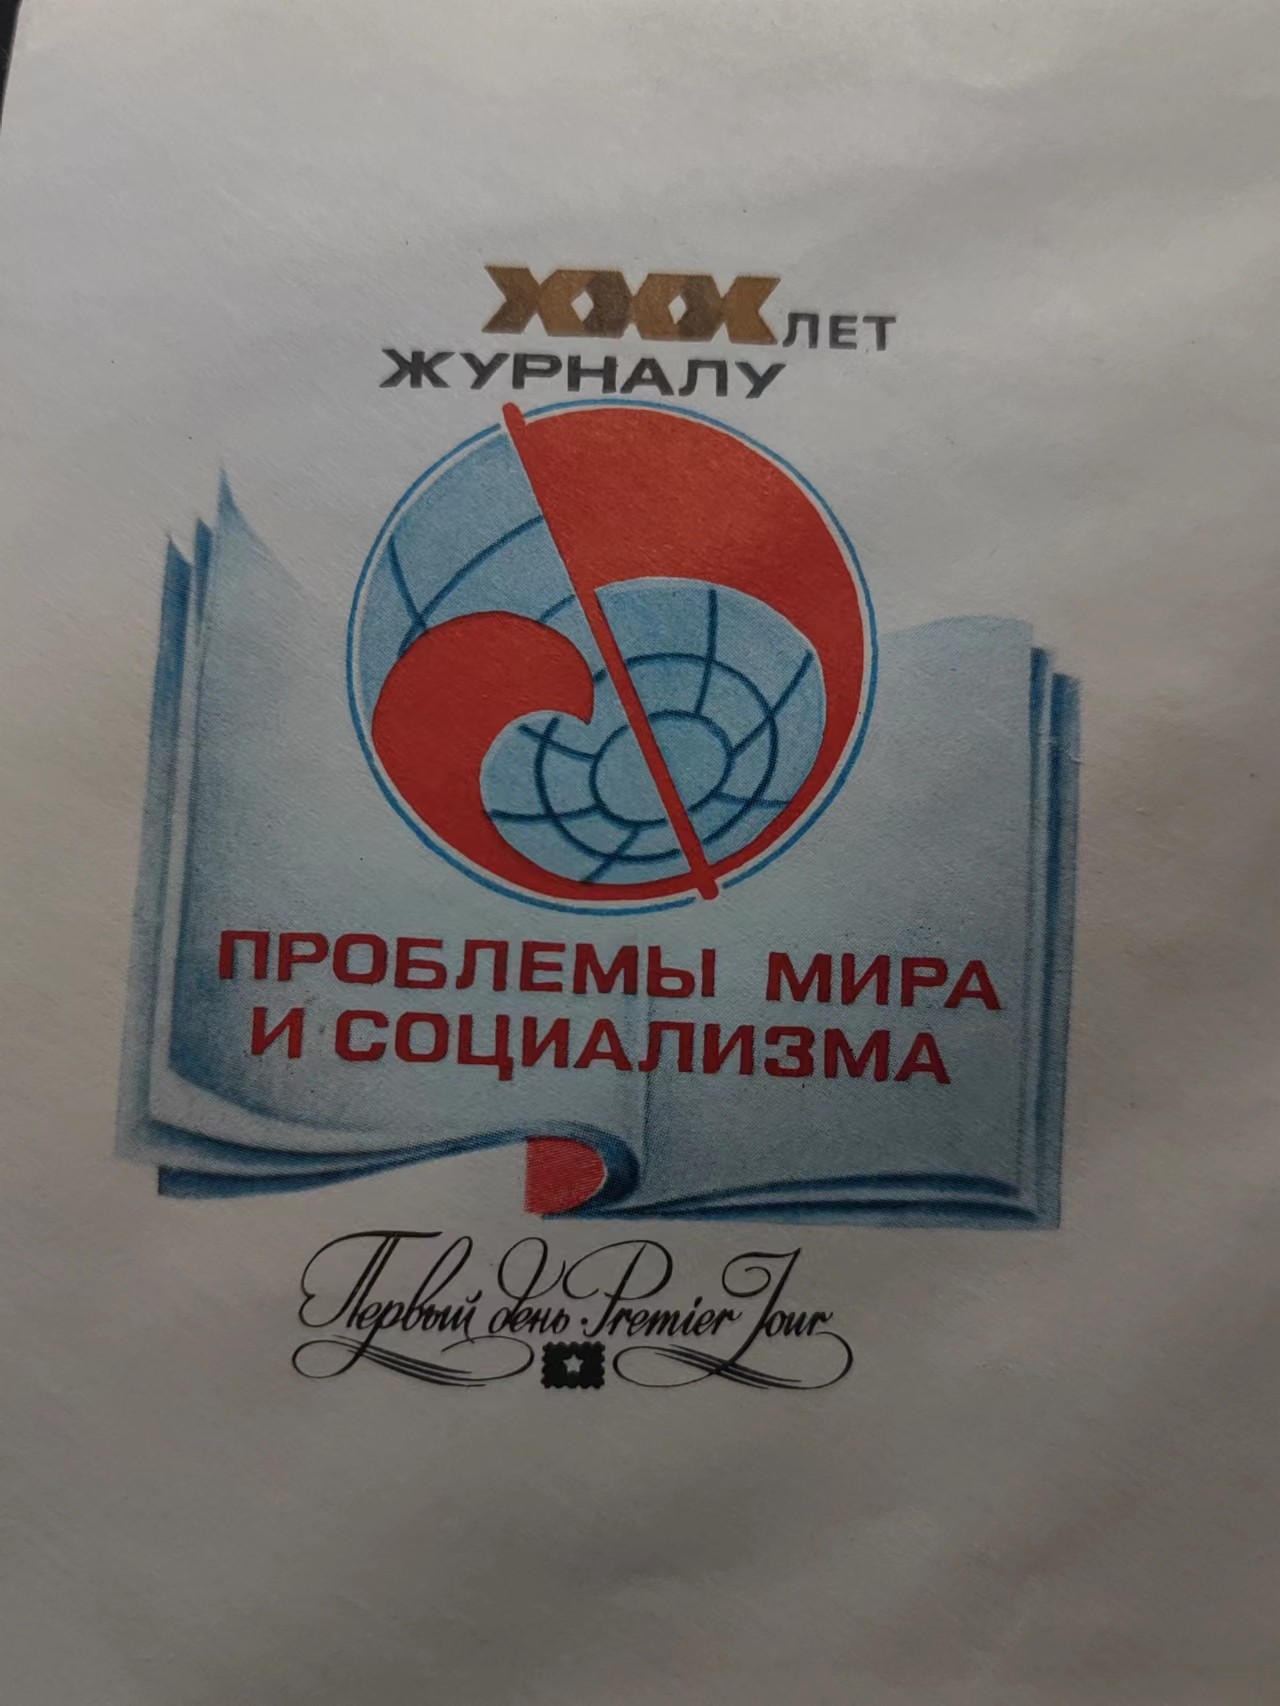 XXX ЛЕТ
ЖУРНАЛУ
ПРОБЛЕМЫ МИРА
И СОЦИАЛИЗМА
Первый день · Premier Jour